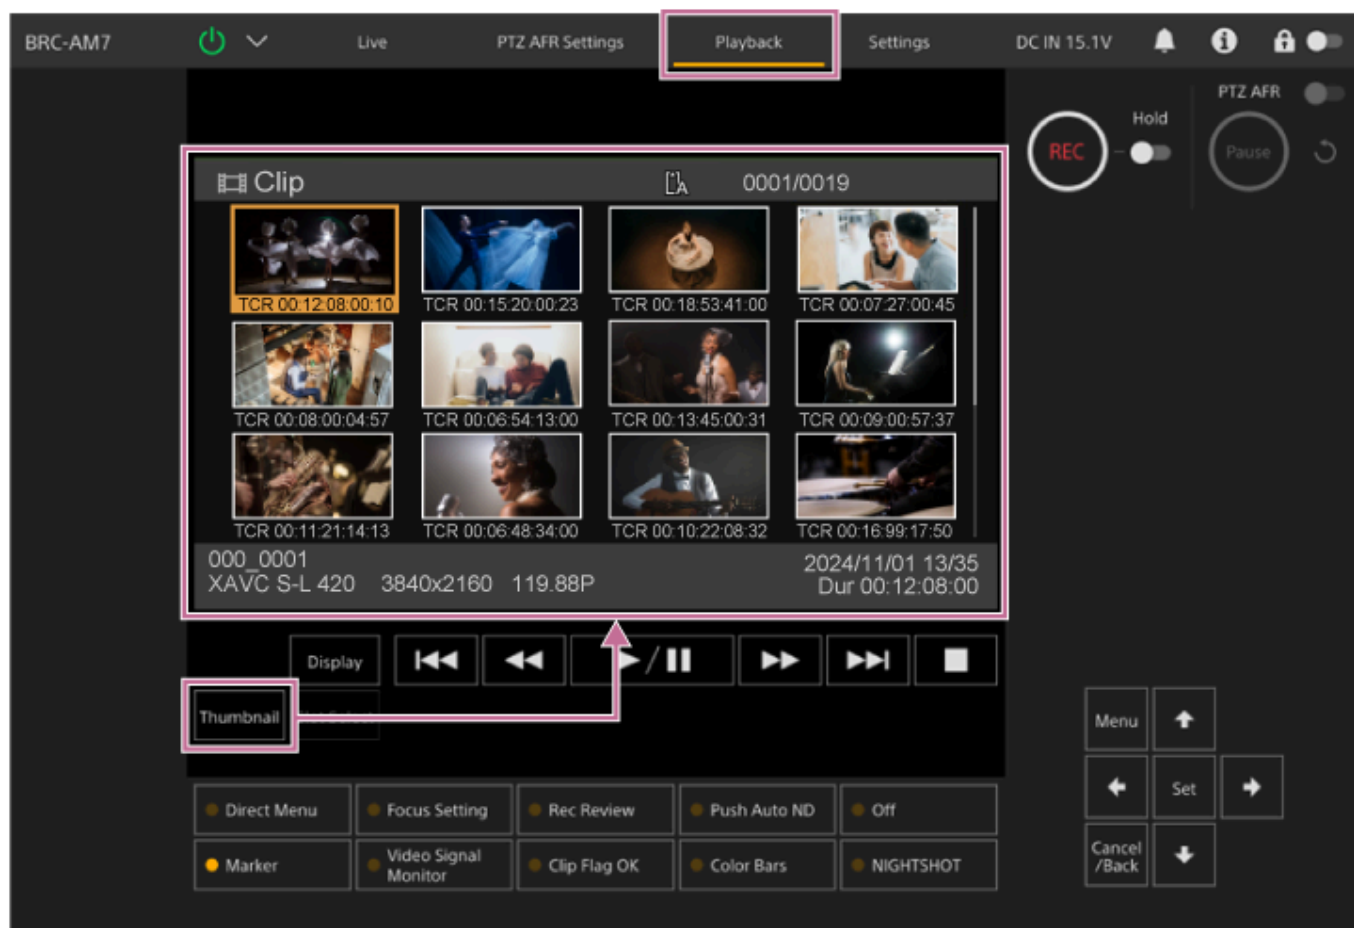 BRC-AM7 Live PTZ AFR Settings Playback Settings DC IN 15.1V
PTZ AFR
REC Hold Pause
Clip A 0001/0019
TCR 00:12:08:00:10 TCR 00:15:20:00:23 TCR 00:18:53:41:00 TCR 00:07:27:00:45
TCR 00:08:00:04:57 TCR 00:06:54:13:00 TCR 00:13:45:00:31 TCR 00:09:00:57:37
TCR 00:11:21:14:13 TCR 00:06:48:34:00 TCR 00:10:22:08:32 TCR 00:16:99:17:50
000_0001 2024/11/01 13/35
XAVC S-L 420 3840x2160 119.88P Dur 00:12:08:00
Display
Thumbnail
Menu
Set
Cancel
/Back
Direct Menu Focus Setting Rec Review Push Auto ND Off
Marker Video Signal
Monitor Clip Flag OK Color Bars NIGHTSHOT